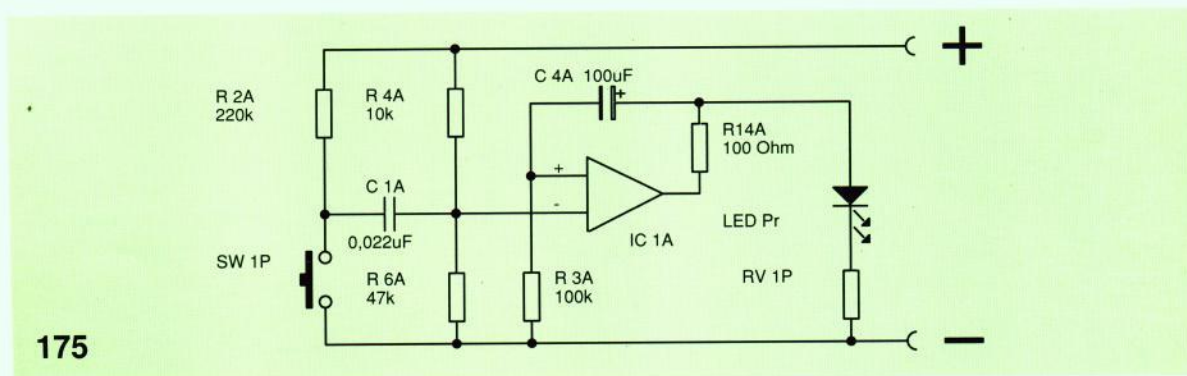 +
C 4A 100uF
+
R 2A
220k
R 4A
10k
R14A
100 Ohm
+
C 1A
-
0,022uF
IC 1A
LED Pr
SW 1P
R 6A
47k
R 3A
100k
RV 1P
175
−